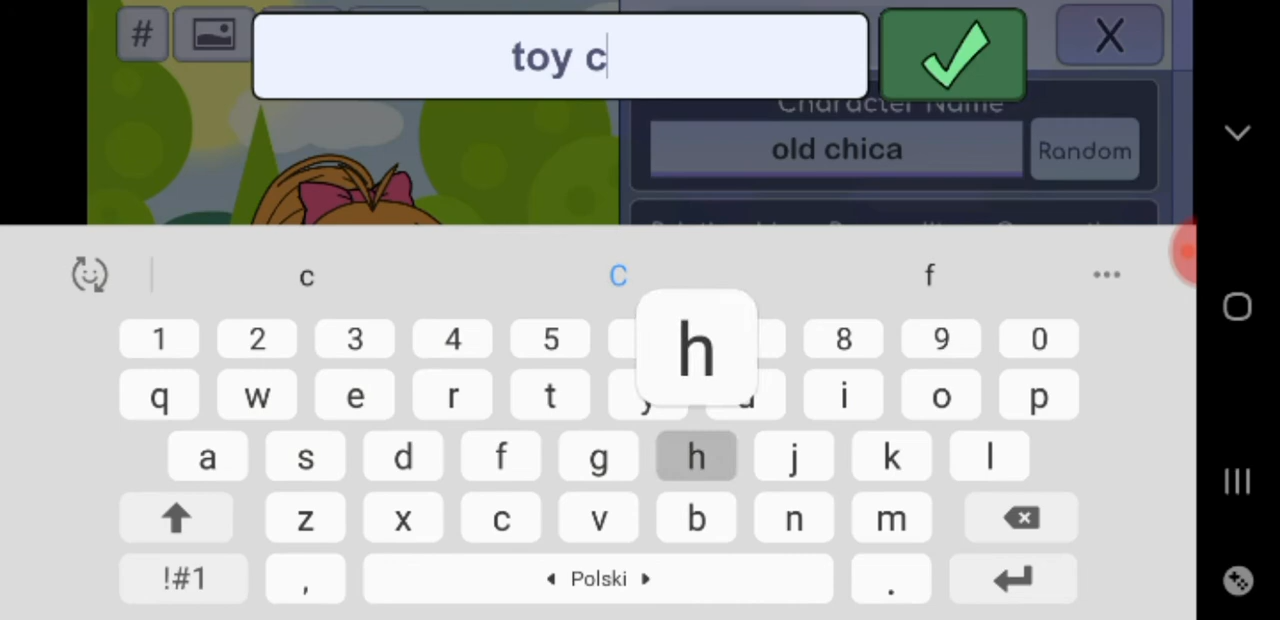 #
toy c
X
Character Name
old chica
Random
c C f
1 2 3 4 5 8 9 0
h
q w e r t y u i o p
a s d f g h j k l
z x c v b n m
!#1 , Polski .